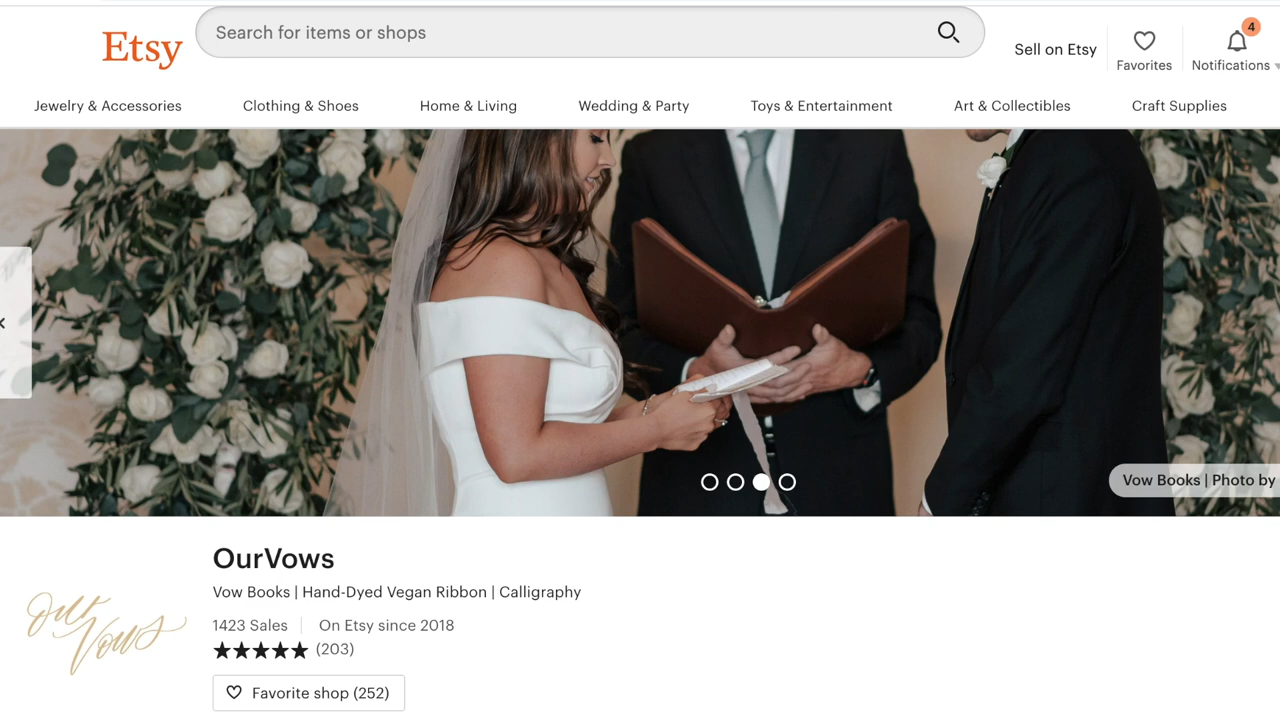 Etsy
Search for items or shops
Sell on Etsy
Favorites
4
Notifications
Jewelry & Accessories
Clothing & Shoes
Home & Living
Wedding & Party
Toys & Entertainment
Art & Collectibles
Craft Supplies
Vow Books | Photo by
OurVows
Vow Books | Hand-Dyed Vegan Ribbon | Calligraphy
Our
Vows
1423 Sales
On Etsy since 2018
(203)
Favorite shop (252)